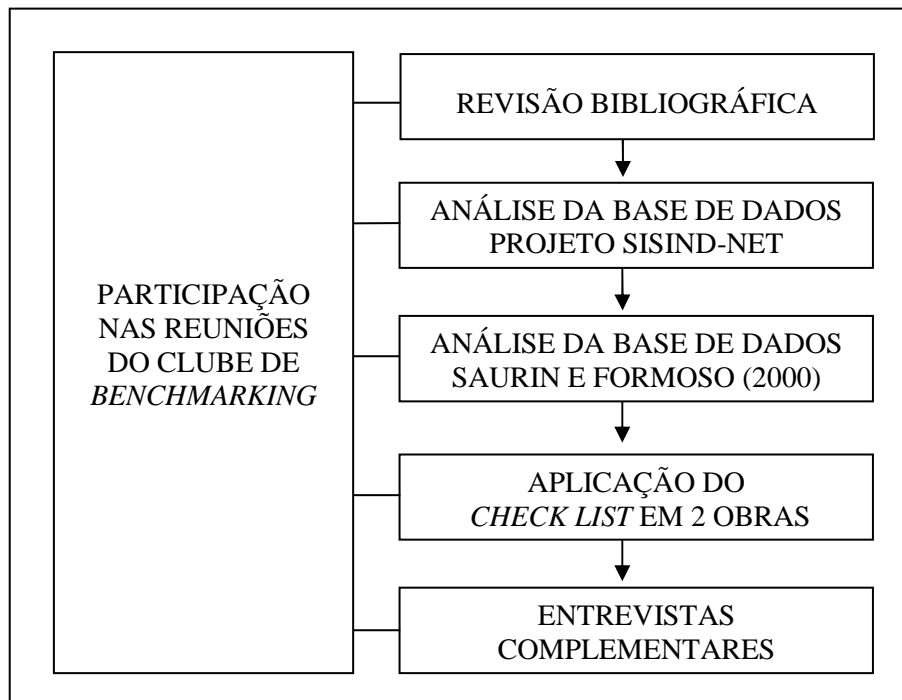 PARTICIPAÇÃO
NAS REUNIÕES
DO CLUBE DE
BENCHMARKING
REVISÃO BIBLIOGRÁFICA
ANÁLISE DA BASE DE DADOS
PROJETO SISIND-NET
ANÁLISE DA BASE DE DADOS
SAURIN E FORMOSO (2000)
APLICAÇÃO DO
CHECK LIST EM 2 OBRAS
ENTREVISTAS
COMPLEMENTARES